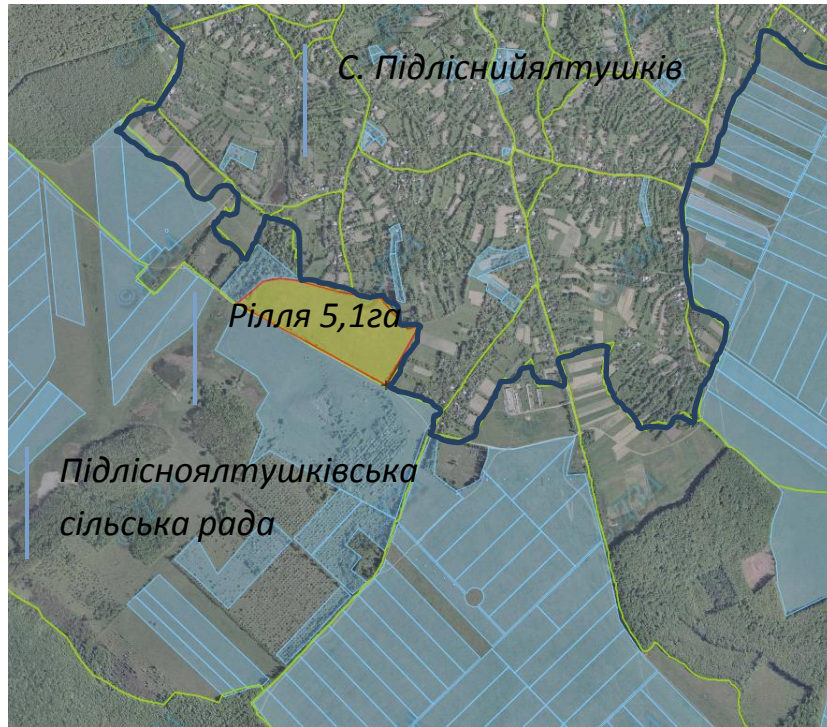 С. Підліснийялтушків
Рілля 5,1га
Підлісноялтушківська
сільська рада